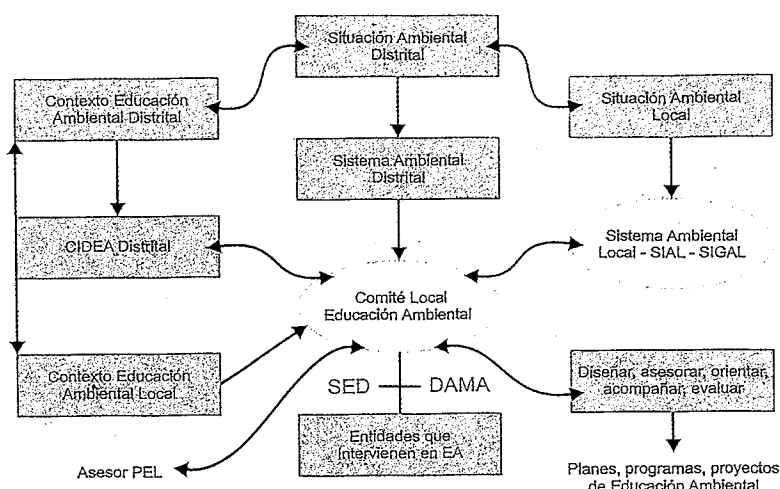 Situación Ambiental
Distrital
Contexto Educación
Ambiental Distrital
Situación Ambiental
Local
Sistema Ambiental
Distrital
CIDEA Distrital
Sistema Ambiental
Local - SIAL - SIGAL
Comité Local
Educación Ambiental
Contexto Educación
Ambiental Local
SED
DAMA
Diseñar, asesorar, orientar,
acompañar, evaluar
Entidades que
Intervienen en EA
Asesor PEL
Planes, programas, proyectos
de Educación Ambiental